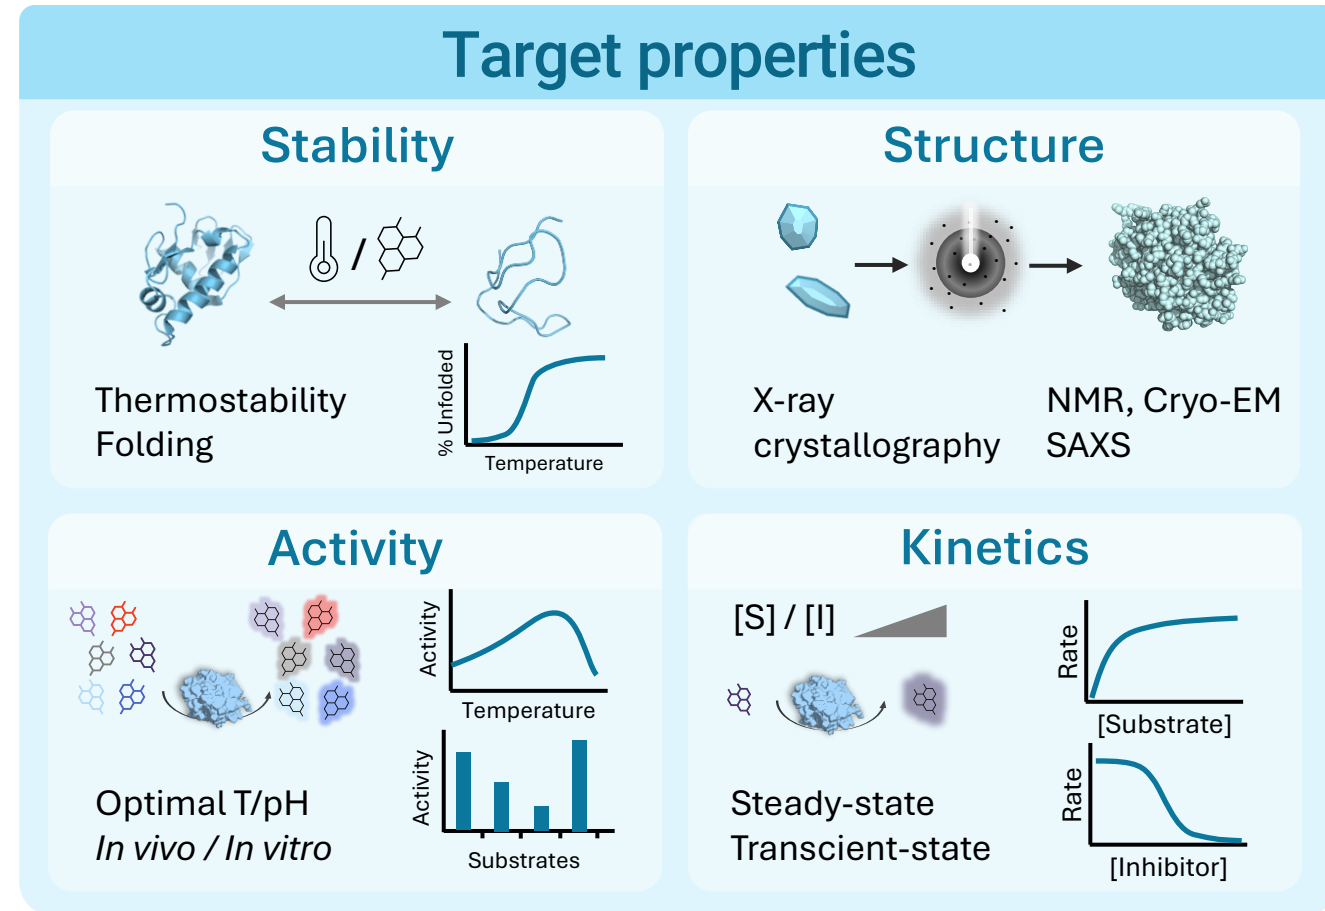 Target properties
Stability
/
% Unfolded
Temperature
Thermostability
Folding
Structure
X-ray
crystallography
NMR, Cryo-EM
SAXS
Activity
Activity
Temperature
Activity
Substrates
Optimal T/pH
In vivo / In vitro
Kinetics
[S] / [I]
Rate
[Substrate]
Rate
[Inhibitor]
Steady-state
Transcient-state